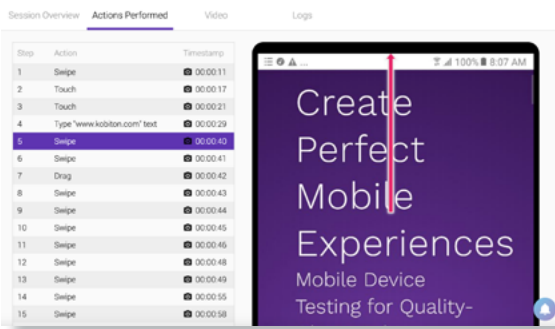 Session Overview Actions Performed Video Logs
Step Action Timestamp
1 Swipe 00:00:11
2 Touch 00:00:17
3 Touch 00:00:21
4 Type "www.kobiton.com" text 00:00:29
5 Swipe 00:00:40
6 Swipe 00:00:41
7 Drag 00:00:42
8 Swipe 00:00:43
9 Swipe 00:00:44
10 Swipe 00:00:45
11 Swipe 00:00:46
12 Swipe 00:00:48
13 Swipe 00:00:49
14 Swipe 00:00:55
15 Swipe 00:00:58
... 100% 8:07 AM
Create
Perfect
Mobile
Experiences
Mobile Device
Testing for Quality-